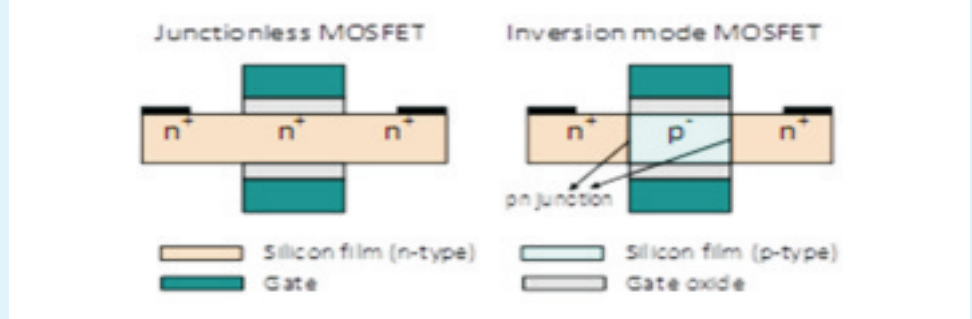 Junctionless MOSFET
Inversion mode MOSFET
n+ n+ n+
n+ p- n+
pn junction
Silicon film (n-type)
Silicon film (p-type)
Gate
Gate oxide